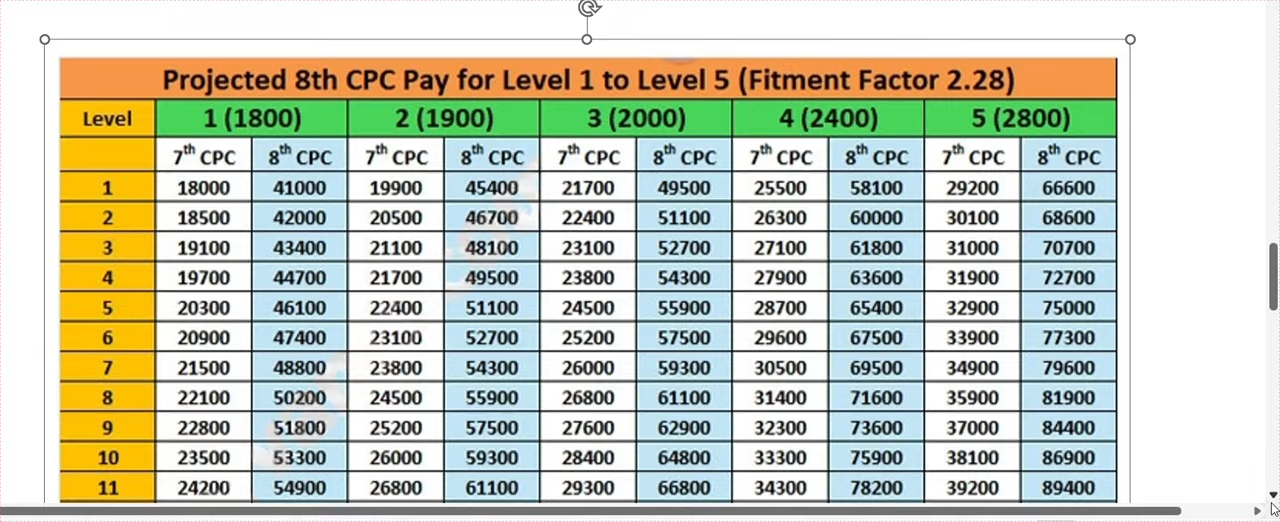 Projected 8th CPC Pay for Level 1 to Level 5 (Fitment Factor 2.28)
Level 1 (1800) 2 (1900) 3 (2000) 4 (2400) 5 (2800)
7th CPC 8th CPC 7th CPC 8th CPC 7th CPC 8th CPC 7th CPC 8th CPC 7th CPC 8th CPC
1 18000 41000 19900 45400 21700 49500 25500 58100 29200 66600
2 18500 42000 20500 46700 22400 51100 26300 60000 30100 68600
3 19100 43400 21100 48100 23100 52700 27100 61800 31000 70700
4 19700 44700 21700 49500 23800 54300 27900 63600 31900 72700
5 20300 46100 22400 51100 24500 55900 28700 65400 32900 75000
6 20900 47400 23100 52700 25200 57500 29600 67500 33900 77300
7 21500 48800 23800 54300 26000 59300 30500 69500 34900 79600
8 22100 50200 24500 55900 26800 61100 31400 71600 35900 81900
9 22800 51800 25200 57500 27600 62900 32300 73600 37000 84400
10 23500 53300 26000 59300 28400 64800 33300 75900 38100 86900
11 24200 54900 26800 61100 29300 66800 34300 78200 39200 89400